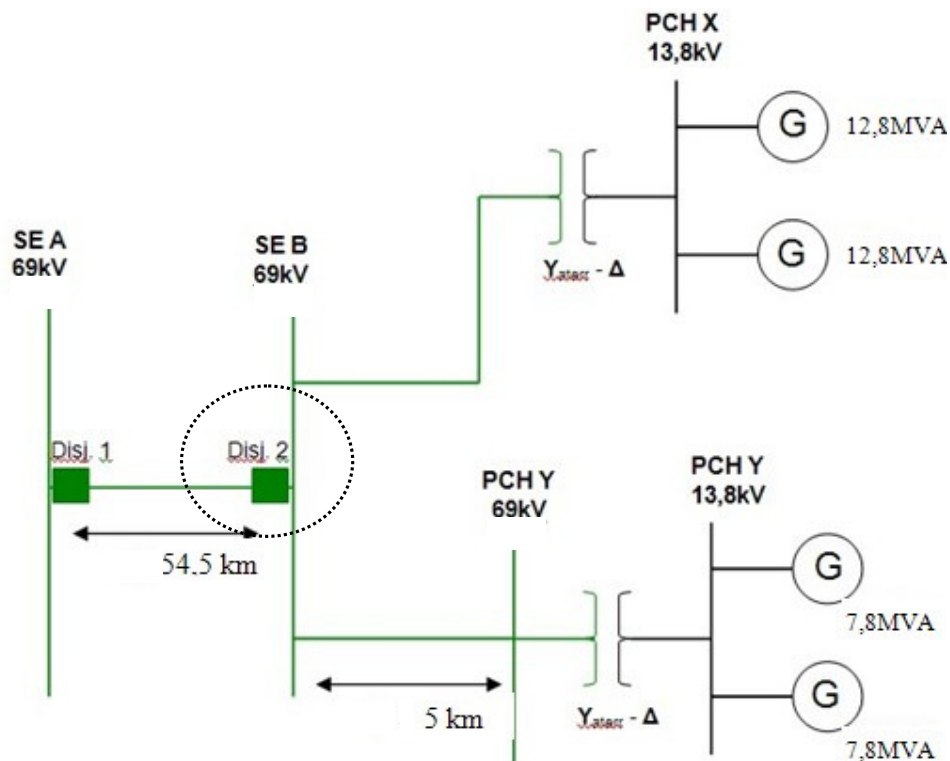 PCH X
13,8kV
G
12,8MVA
G
12,8MVA
Yaterr - Δ
SE A
69kV
SE B
69kV
Disj. 1
Disj. 2
54,5 km
PCH Y
69kV
PCH Y
13,8kV
G
7,8MVA
G
7,8MVA
5 km
Yaterr - Δ